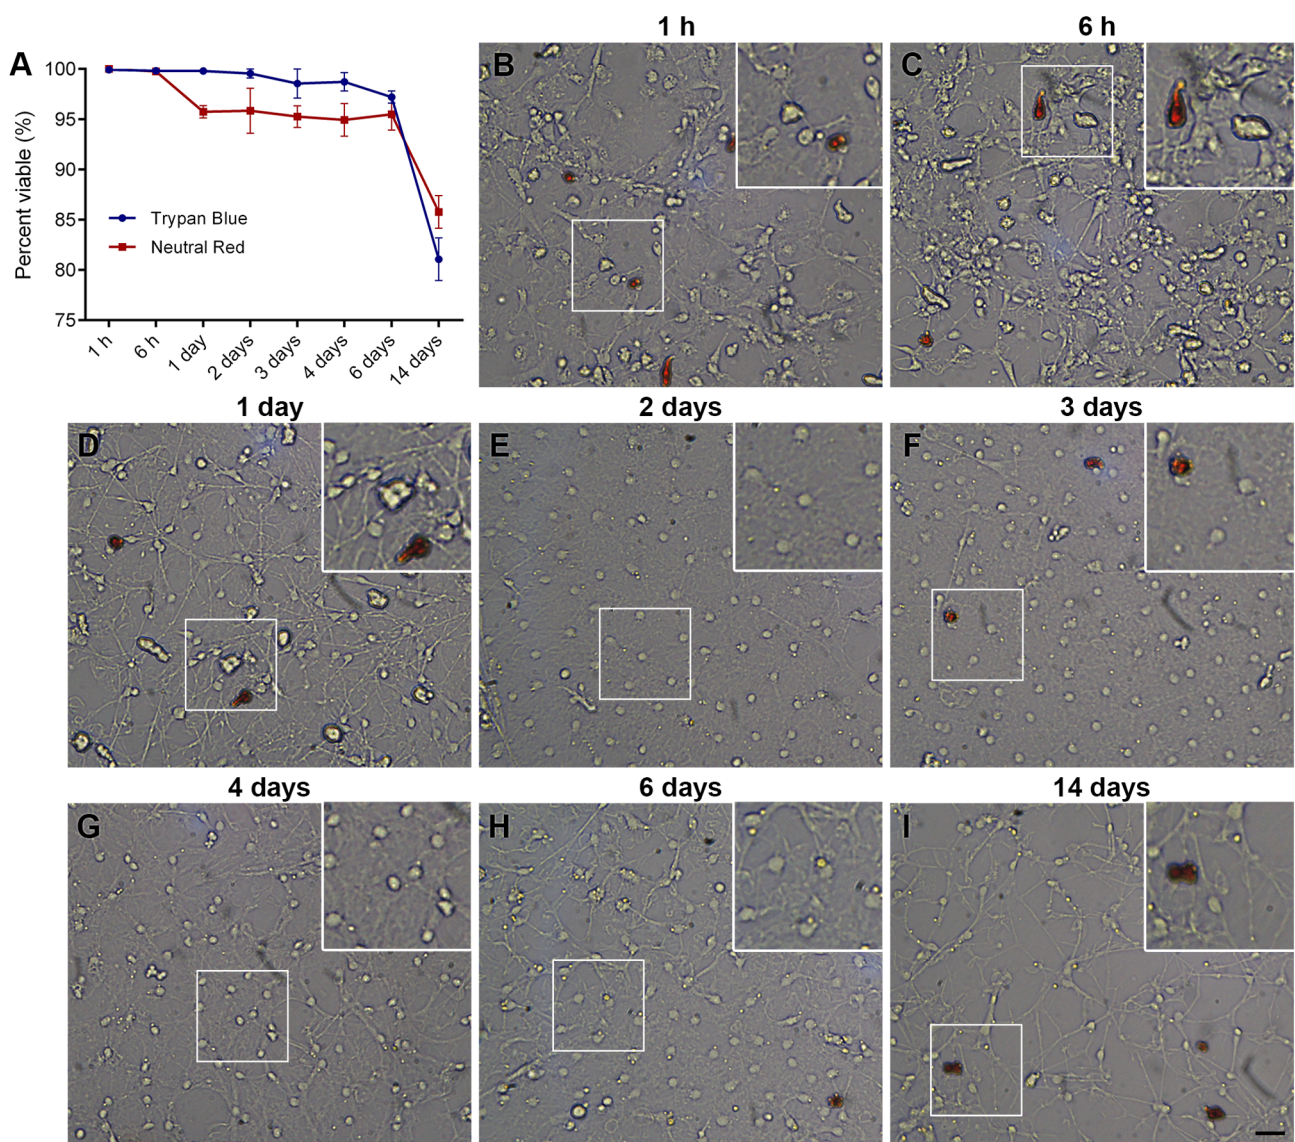 A
Percent viable (%)
100
95
90
85
80
75
Trypan Blue
Neutral Red
1 h
6 h
1 day
2 days
3 days
4 days
6 days
14 days
1 h
6 h
B
C
1 day
2 days
3 days
D
E
F
4 days
6 days
14 days
G
H
I